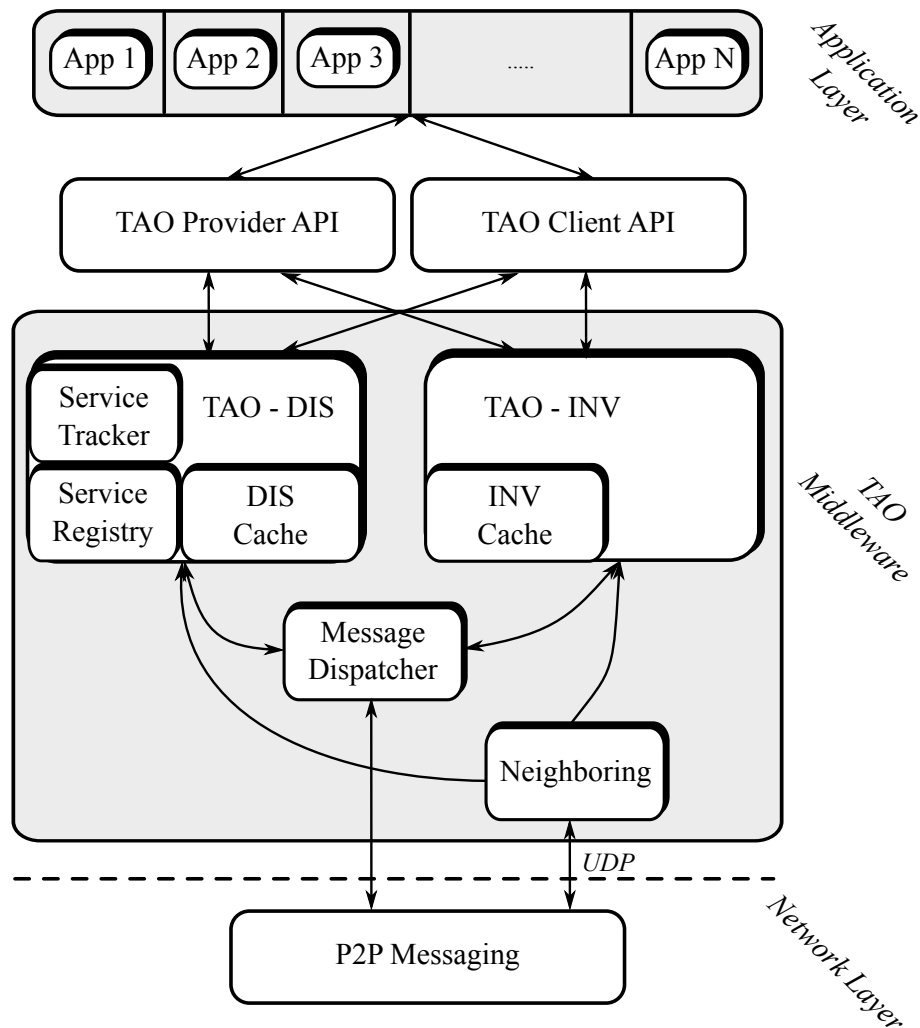 App 1
App 2
App 3
.....
App N
Application
Layer
TAO Provider API
TAO Client API
Service
Tracker
TAO - DIS
TAO - INV
Service
Registry
DIS
Cache
INV
Cache
TAO
Middleware
Message
Dispatcher
Neighboring
UDP
P2P Messaging
Network Layer